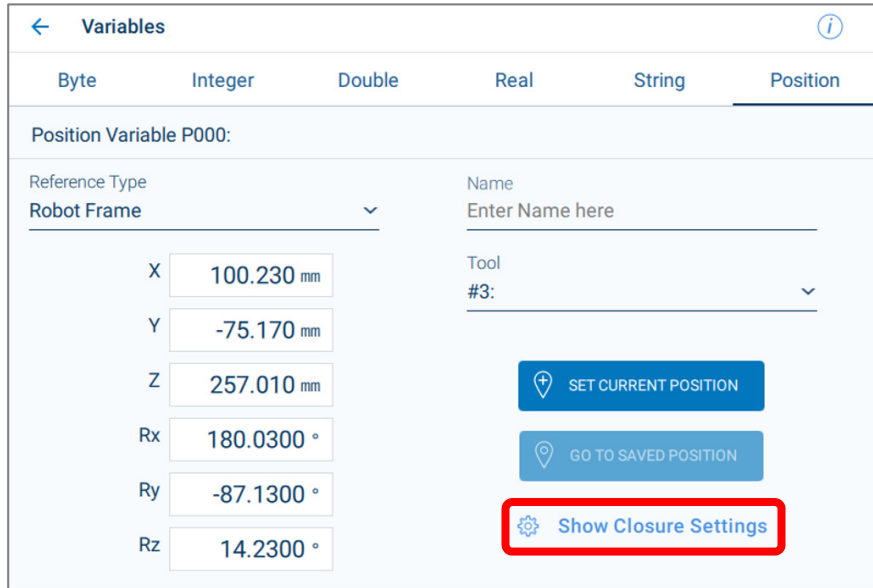 Variables
i
Byte Integer Double Real String Position
Position Variable P000:
Reference Type
Robot Frame
Name
Enter Name here
X 100.230 mm
Y -75.170 mm
Z 257.010 mm
Rx 180.0300 °
Ry -87.1300 °
Rz 14.2300 °
Tool
#3:
SET CURRENT POSITION
GO TO SAVED POSITION
Show Closure Settings